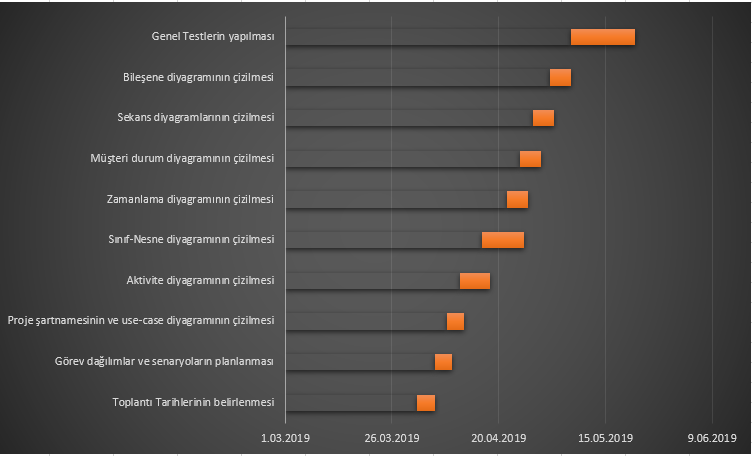 Genel Testlerin yapılması
Bileşene diyagramının çizilmesi
Sekans diyagramlarının çizilmesi
Müşteri durum diyagramının çizilmesi
Zamanlama diyagramının çizilmesi
Sınıf-Nesne diyagramının çizilmesi
Aktivite diyagramının çizilmesi
Proje şartnamesinin ve use-case diyagramının çizilmesi
Görev dağılımlar ve senaryoların planlanması
Toplantı Tarihlerinin belirlenmesi
1.03.2019 26.03.2019 20.04.2019 15.05.2019 9.06.2019